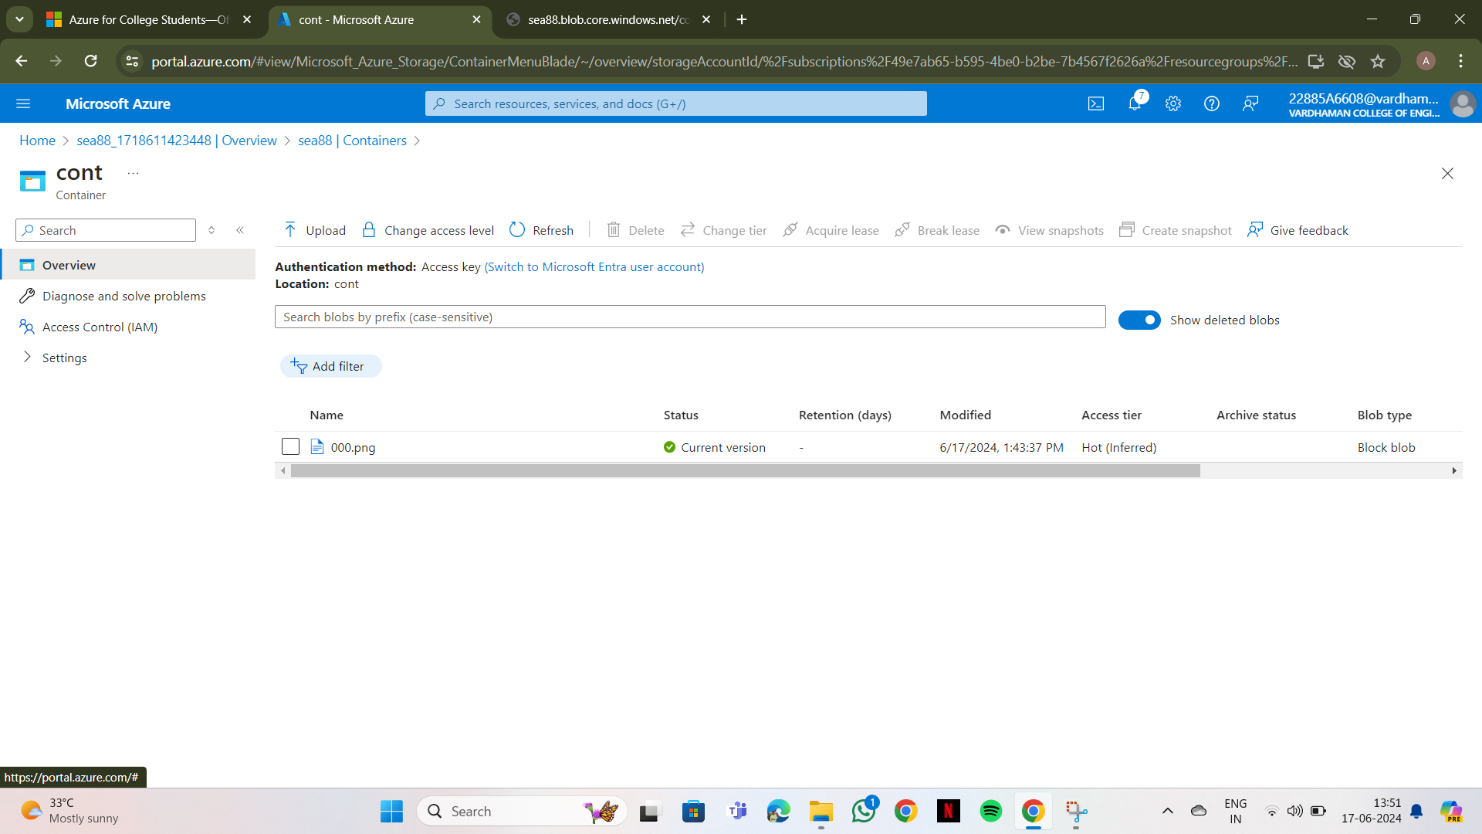 Azure for College Students—Of
cont - Microsoft Azure
sea88.blob.core.windows.net/co
portal.azure.com/#view/Microsoft_Azure_Storage/ContainerMenuBlade/~/overview/storageAccountId/%2Fsubscriptions%2F49e7ab65-b595-4be0-b2be-7b4567f2626a%2Fresourcegroups%2F...
A
Microsoft Azure
Search resources, services, and docs (G+/)
7
22885A6608@vardham...
VARDHAMAN COLLEGE OF ENGI...
Home > sea88_1718611423448 | Overview > sea88 | Containers >
cont ...
Container
Search
Upload
Change access level
Refresh
Delete
Change tier
Acquire lease
Break lease
View snapshots
Create snapshot
Give feedback
Overview
Diagnose and solve problems
Access Control (IAM)
Settings
Authentication method: Access key (Switch to Microsoft Entra user account)
Location: cont
Search blobs by prefix (case-sensitive)
Show deleted blobs
Add filter
Name Status Retention (days) Modified Access tier Archive status Blob type
000.png Current version - 6/17/2024, 1:43:37 PM Hot (Inferred) Block blob
https://portal.azure.com/#
33°C
Mostly sunny
Search
1
ENG
IN
13:51
17-06-2024
PRE